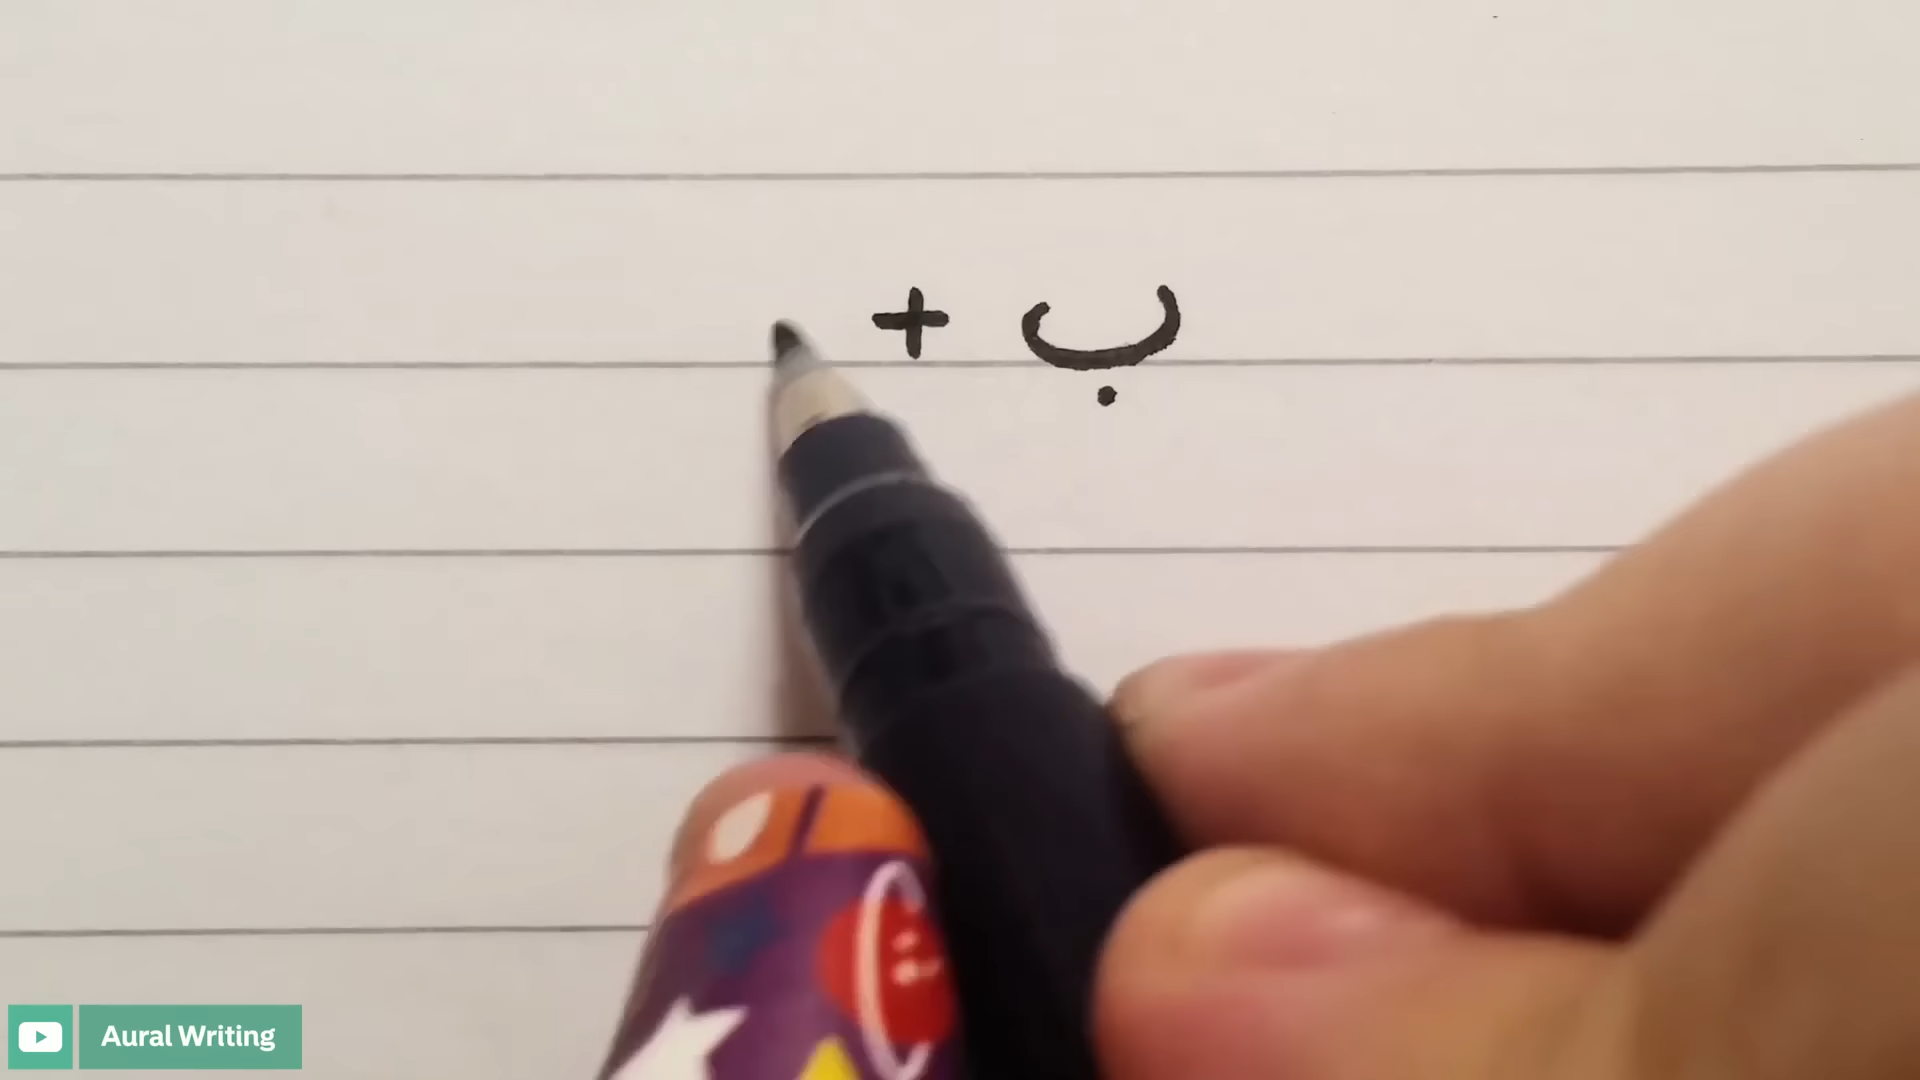 ب +
Aural Writing